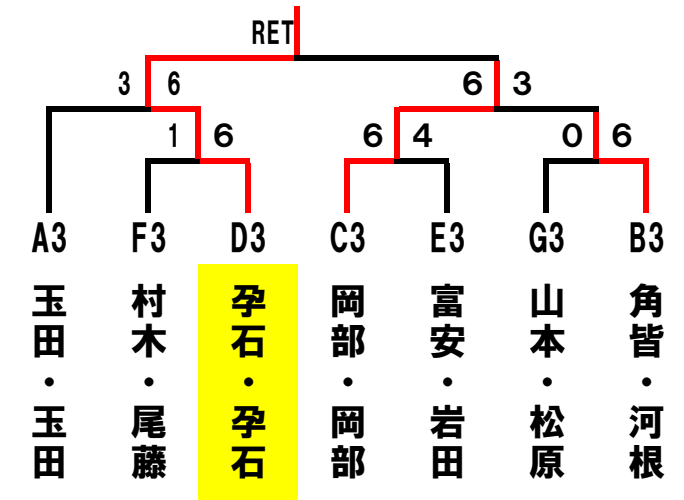 RET
3 6 6 3
1 6 6 4 0 6
A3 F3 D3 C3 E3 G3 B3
玉田・玉田
村木・尾藤
孕石・孕石
岡部・岡部
富安・岩田
山本・松原
角皆・河根